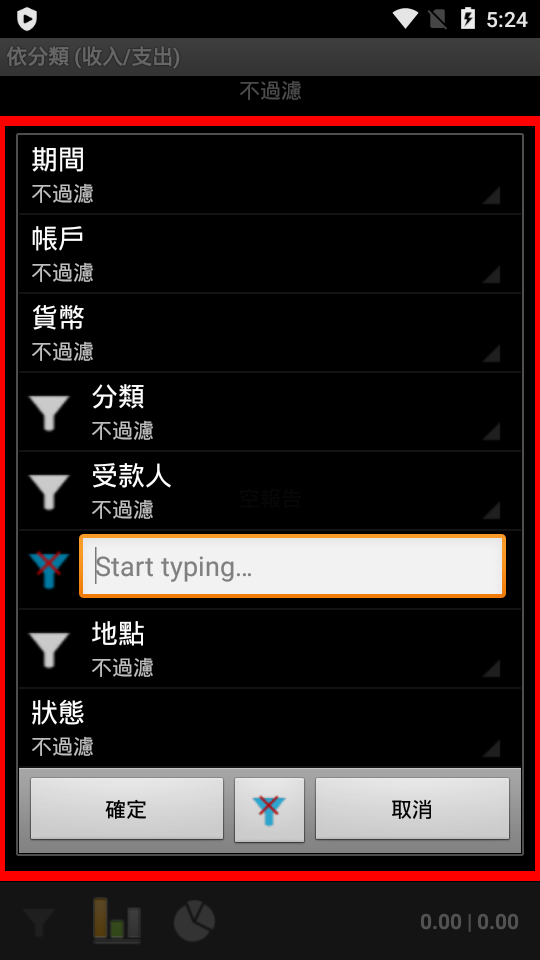 5:24
依分類 (收入/支出)
不過濾
期間
不過濾
帳戶
不過濾
貨幣
不過濾
分類
不過濾
受款人
不過濾
空報告
Start typing...
地點
不過濾
狀態
不過濾
確定
取消
0.00 | 0.00